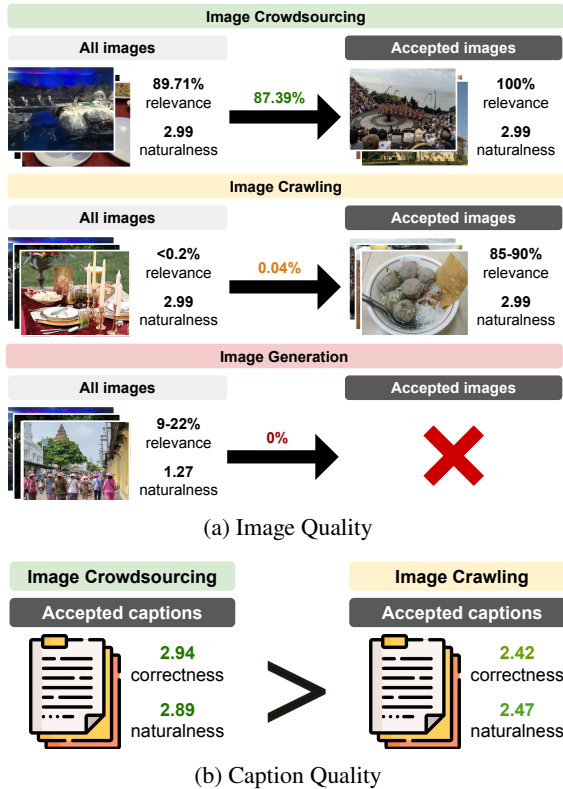 Image Crowdsourcing
All images
Accepted images
89.71%
relevance
2.99
naturalness
87.39%
100%
relevance
2.99
naturalness
Image Crawling
All images
Accepted images
<0.2%
relevance
2.99
naturalness
0.04%
85-90%
relevance
2.99
naturalness
Image Generation
All images
Accepted images
9-22%
relevance
1.27
naturalness
0%
(a) Image Quality
Image Crowdsourcing
Accepted captions
2.94
correctness
2.89
naturalness
>
Image Crawling
Accepted captions
2.42
correctness
2.47
naturalness
(b) Caption Quality